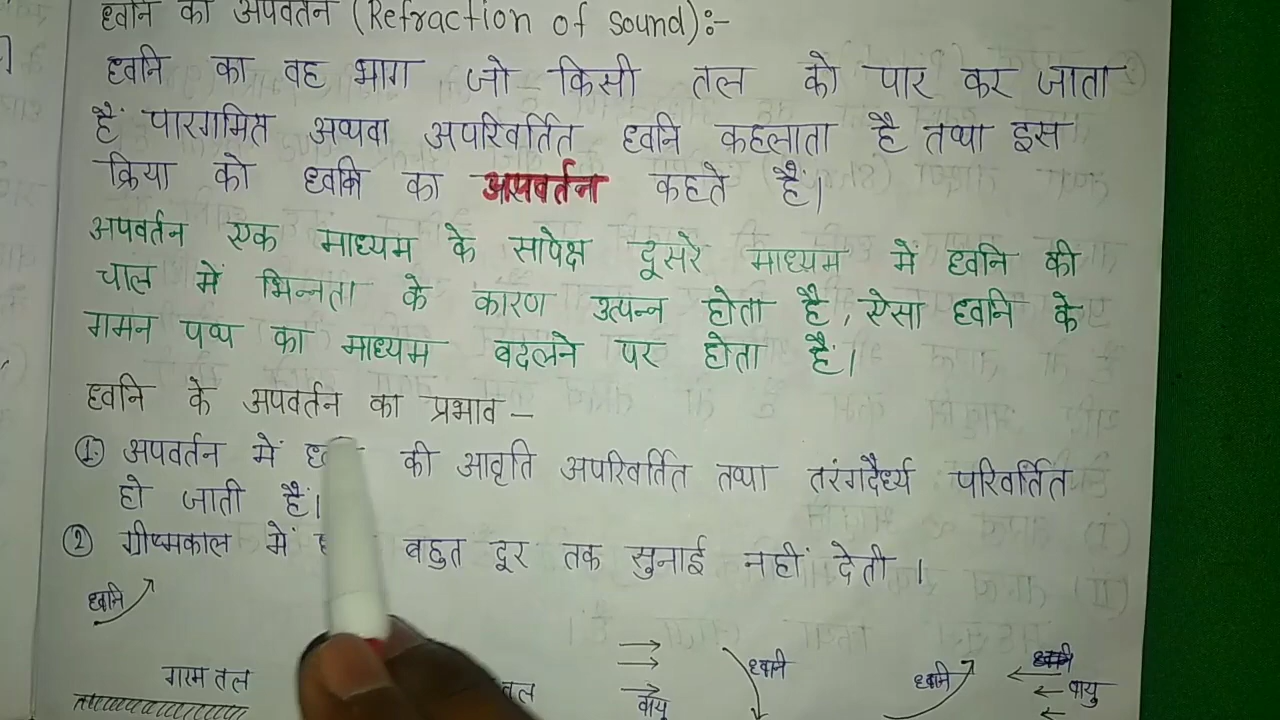 ध्वनि का अपवर्तन (Refraction of sound):-
ध्वनि का वह भाग जो किसी तल को पार कर जाता
हैं पारगमित अथवा अपरिवर्तित ध्वनि कहलाता है तथा इस
क्रिया को ध्वनि का अपवर्तन कहते हैं।
अपवर्तन एक माध्यम के सापेक्ष दूसरे माध्यम में ध्वनि की
चाल में भिन्नता के कारण उत्पन्न होता है, ऐसा ध्वनि के
गमन पथ का माध्यम बदलने पर होता हैं।
ध्वनि के अपवर्तन का प्रभाव –
① अपवर्तन में की आवृति अपरिवर्तित तथा तरंगदैर्ध्य परिवर्तित
हो जाती हैं।
② ग्रीष्मकाल में बहुत दूर तक सुनाई नहीं देती ।
ध्वनि
गरम तल
वायु
ध्वनि
ध्वनि
ध्वनि
वायु